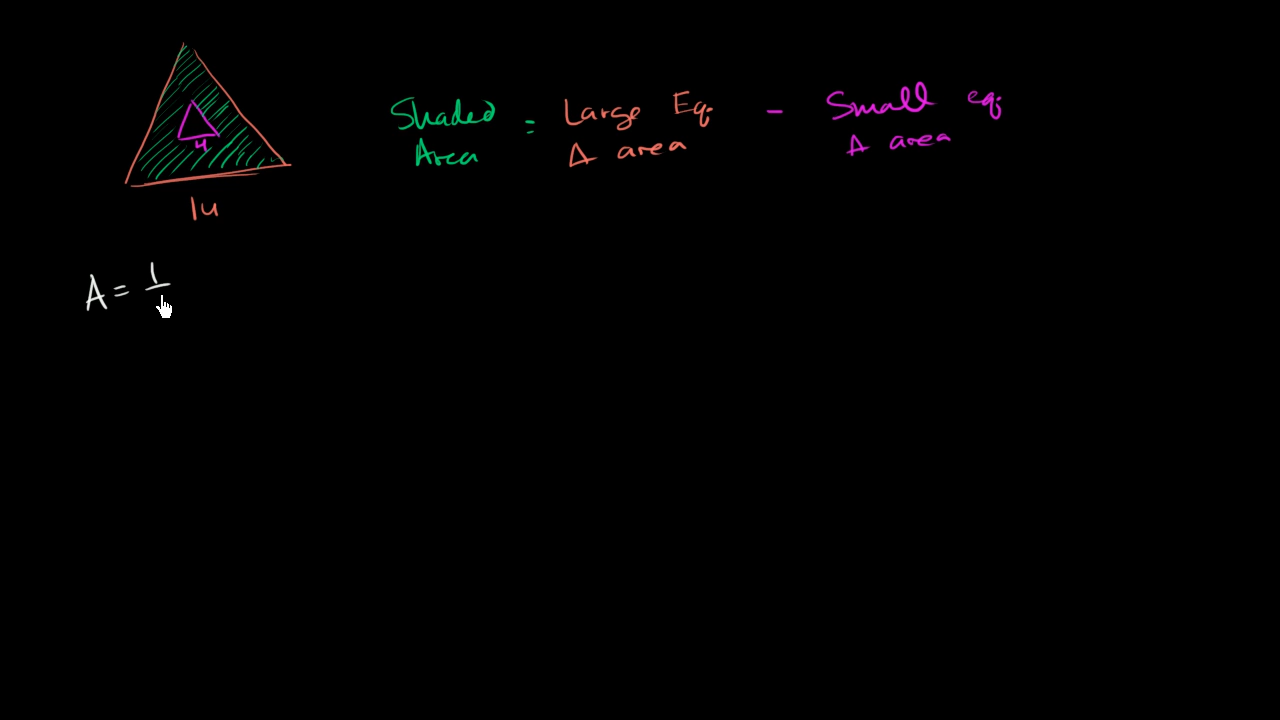 Shaded = Large Eq. - Small eq.
Area Δ area Δ area
4
14
A = 1